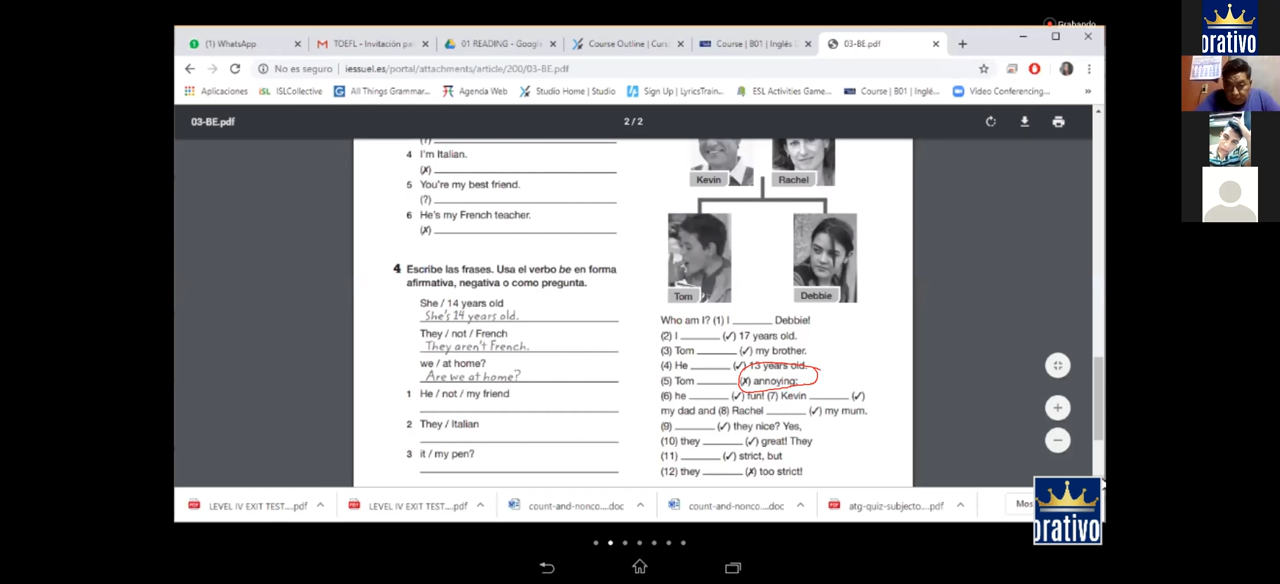 Grabando
(1) WhatsApp
TOEFL - Invitación pa
01 READING - Google
Course Outline | Curs
Course | B01 | Inglés D
03-BE.pdf
No es seguro | iessuel.es/portal/attachments/article/200/03-BE.pdf
Aplicaciones
ISLCollective
All Things Grammar...
Agenda Web
Studio Home | Studio
Sign Up | LyricsTrain...
ESL Activities Game...
Course | B01 | Inglé...
Video Conferencing...
»
03-BE.pdf
2 / 2
(?)
4 I'm Italian.
(✗)
5 You're my best friend.
(?)
6 He's my French teacher.
(✗)
4 Escribe las frases. Usa el verbo be en forma
afirmativa, negativa o como pregunta.
She / 14 years old
She's 14 years old.
They / not / French
They aren't French.
we / at home?
Are we at home?
1 He / not / my friend
2 They / Italian
3 it / my pen?
Kevin
Rachel
Tom
Debbie
Who am I? (1) I ________ Debbie!
(2) I ________ (✓) 17 years old.
(3) Tom ________ (✓) my brother.
(4) He ________ (✓) 13 years old.
(5) Tom ________ (✗) annoying;
(6) he ________ (✓) fun! (7) Kevin ________ (✓)
my dad and (8) Rachel ________ (✓) my mum.
(9) ________ (✓) they nice? Yes,
(10) they ________ (✓) great! They
(11) ________ (✓) strict, but
(12) they ________ (✗) too strict!
LEVEL IV EXIT TEST....pdf
LEVEL IV EXIT TEST....pdf
count-and-nonco....doc
count-and-nonco....doc
atg-quiz-subjecto....pdf
Mos
orativo
orativo